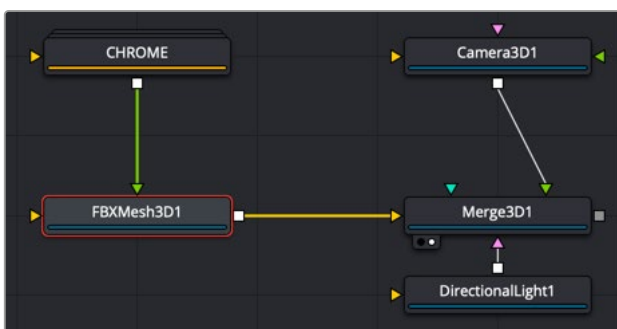 CHROME
Camera3D1
FBXMesh3D1
Merge3D1
DirectionalLight1